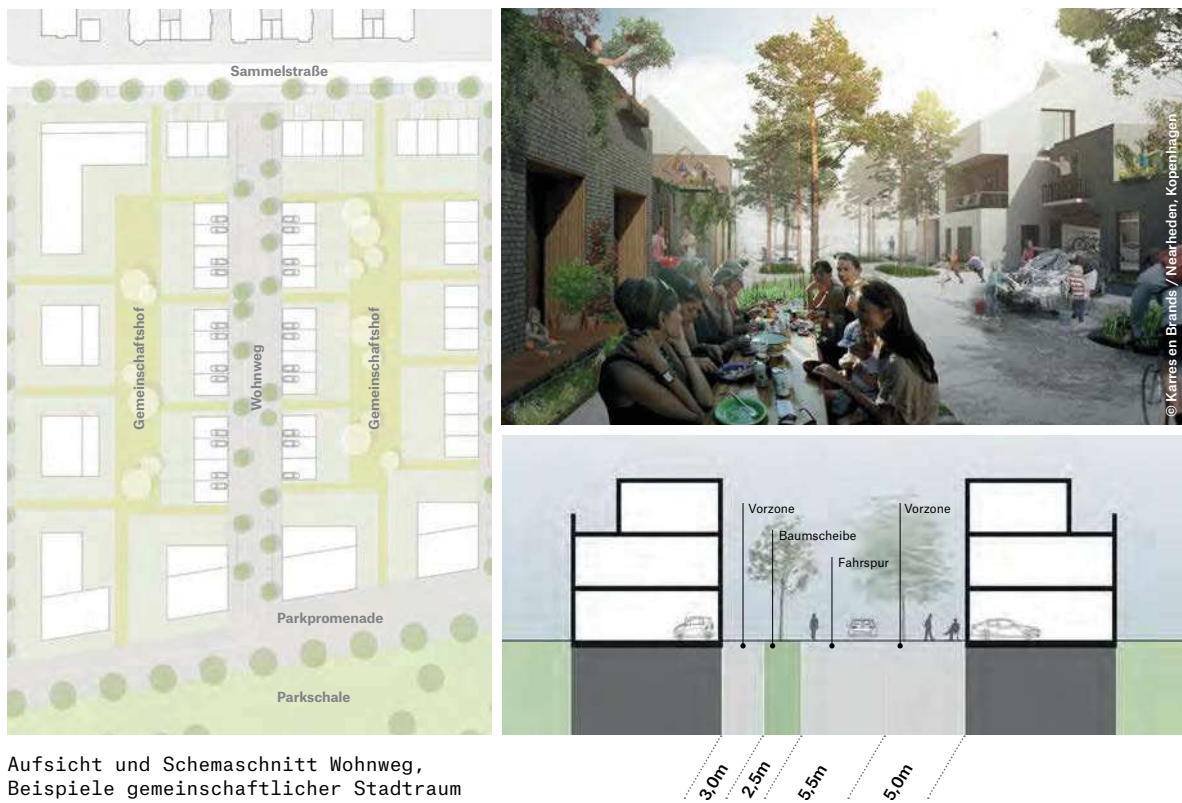 Sammelstraße
Gemeinschaftshof
Wohnweg
Gemeinschaftshof
Parkpromenade
Parkschale
© Karres en Brands / Nearheden, Kopenhagen
Vorzone
Vorzone
Baumscheibe
Fahrspur
3,0m
2,5m
5,5m
5,0m
Aufsicht und Schemaschnitt Wohnweg,
Beispiele gemeinschaftlicher Stadtraum